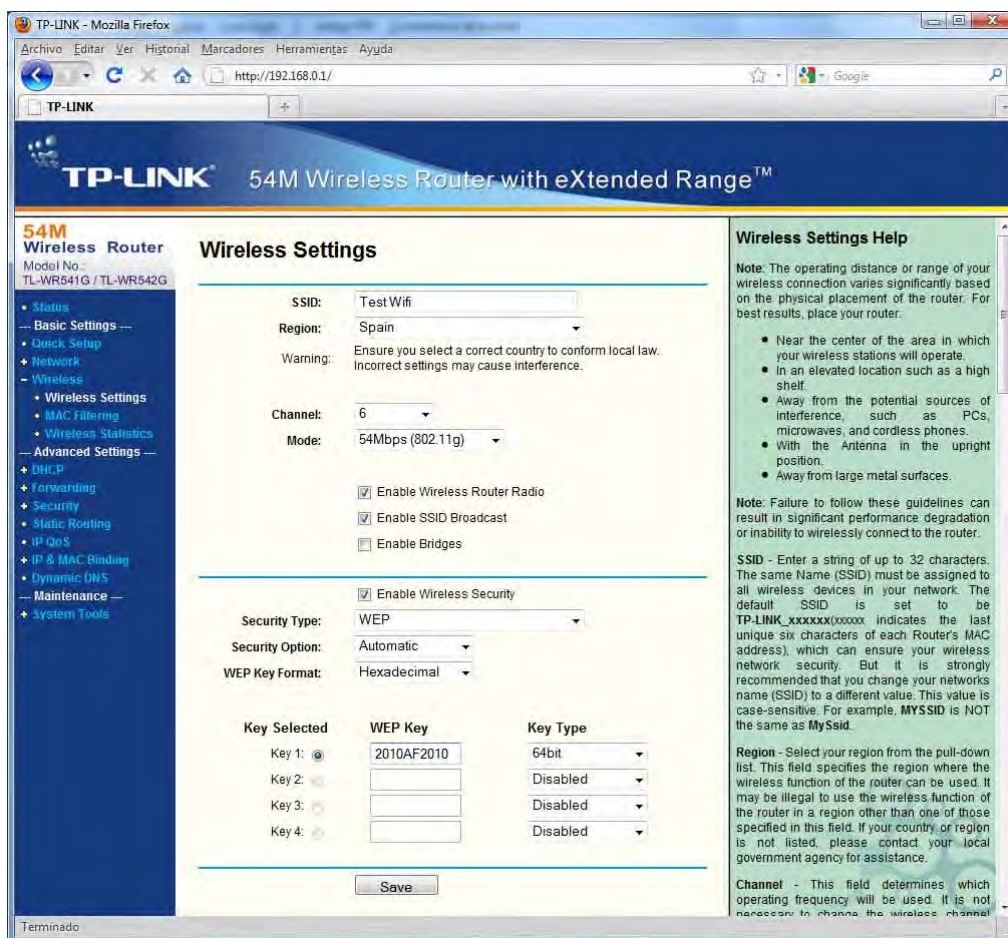 TP-LINK - Mozilla Firefox
Archivo Editar Ver Historial Marcadores Herramientas Ayuda
http://192.168.0.1/
Google
TP-LINK
TP-LINK® 54M Wireless Router with eXtended Range™
54M
Wireless Router
Model No.:
TL-WR541G / TL-WR542G
Status
--- Basic Settings ---
Quick Setup
+ Network
- Wireless
Wireless Settings
MAC Filtering
Wireless Statistics
--- Advanced Settings ---
+ DHCP
+ Forwarding
+ Security
Static Routing
IP QoS
+ IP & MAC Binding
Dynamic DNS
--- Maintenance ---
+ System Tools
Wireless Settings
SSID: Test Wifi
Region: Spain
Warning: Ensure you select a correct country to conform local law.
Incorrect settings may cause interference.
Channel: 6
Mode: 54Mbps (802.11g)
Enable Wireless Router Radio
Enable SSID Broadcast
Enable Bridges
Enable Wireless Security
Security Type: WEP
Security Option: Automatic
WEP Key Format: Hexadecimal
Key Selected WEP Key Key Type
Key 1: 2010AF2010 64bit
Key 2: Disabled
Key 3: Disabled
Key 4: Disabled
Save
Wireless Settings Help
Note: The operating distance or range of your
wireless connection varies significantly based
on the physical placement of the router. For
best results, place your router.
Near the center of the area in which
your wireless stations will operate.
In an elevated location such as a high
shelf.
Away from the potential sources of
interference, such as PCs,
microwaves, and cordless phones.
With the Antenna in the upright
position.
Away from large metal surfaces.
Note: Failure to follow these guidelines can
result in significant performance degradation
or inability to wirelessly connect to the router.
SSID - Enter a string of up to 32 characters.
The same Name (SSID) must be assigned to
all wireless devices in your network. The
default SSID is set to be
TP-LINK_xxxxxx(xxxxxx indicates the last
unique six characters of each Router's MAC
address), which can ensure your wireless
network security. But it is strongly
recommended that you change your networks
name (SSID) to a different value. This value is
case-sensitive. For example, MYSSID is NOT
the same as MySsid.
Region - Select your region from the pull-down
list. This field specifies the region where the
wireless function of the router can be used. It
may be illegal to use the wireless function of
the router in a region other than one of those
specified in this field. If your country or region
is not listed, please contact your local
government agency for assistance.
Channel - This field determines which
operating frequency will be used. It is not
necessary to change the wireless channel
Terminado